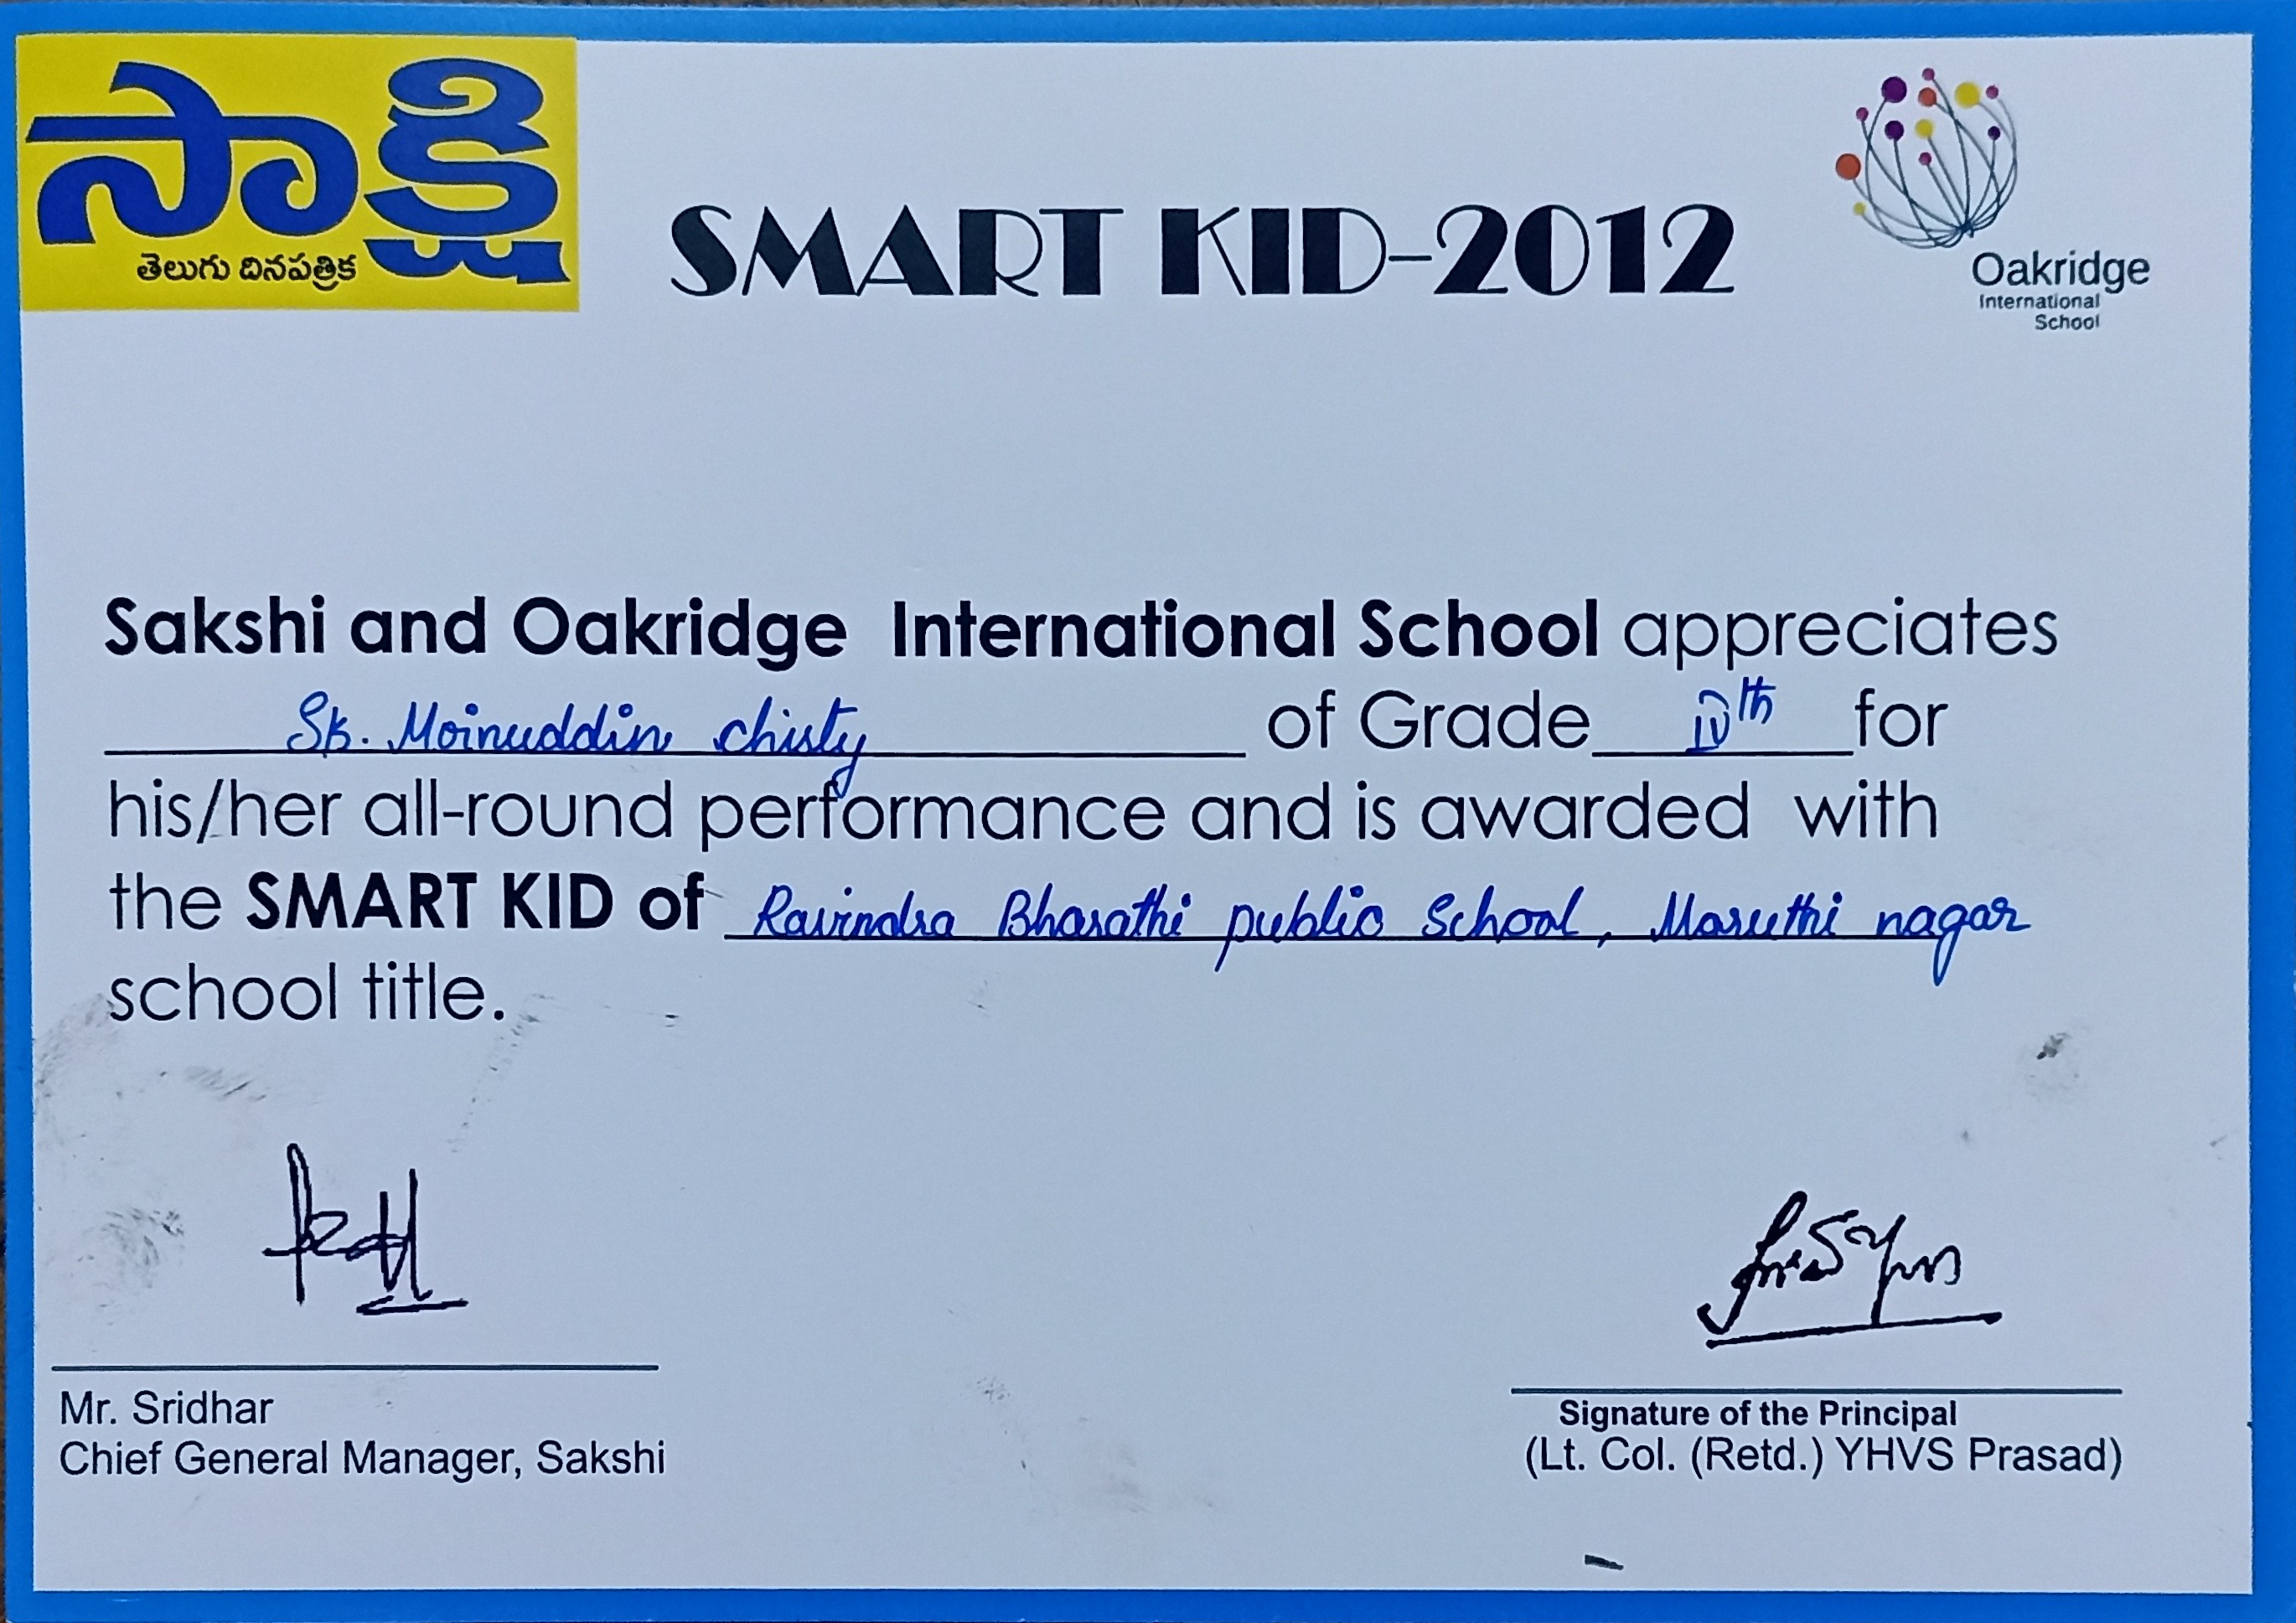 సాక్షి
తెలుగు దినపత్రిక
SMART KID-2012
Oakridge
International
School
Sakshi and Oakridge International School appreciates
Sk. Moinuddin chisty of Grade IVth for
his/her all-round performance and is awarded with
the SMART KID of Ravindra Bharathi public School, Maruthi nagar
school title.
Mr. Sridhar
Chief General Manager, Sakshi
Signature of the Principal
(Lt. Col. (Retd.) YHVS Prasad)